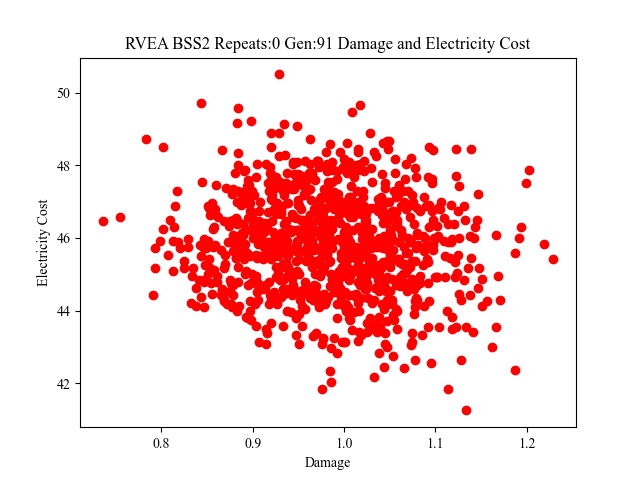 RVEA BSS2 Repeats:0 Gen:91 Damage and Electricity Cost
50
48
46
44
42
Electricity Cost
0.8 0.9 1.0 1.1 1.2
Damage